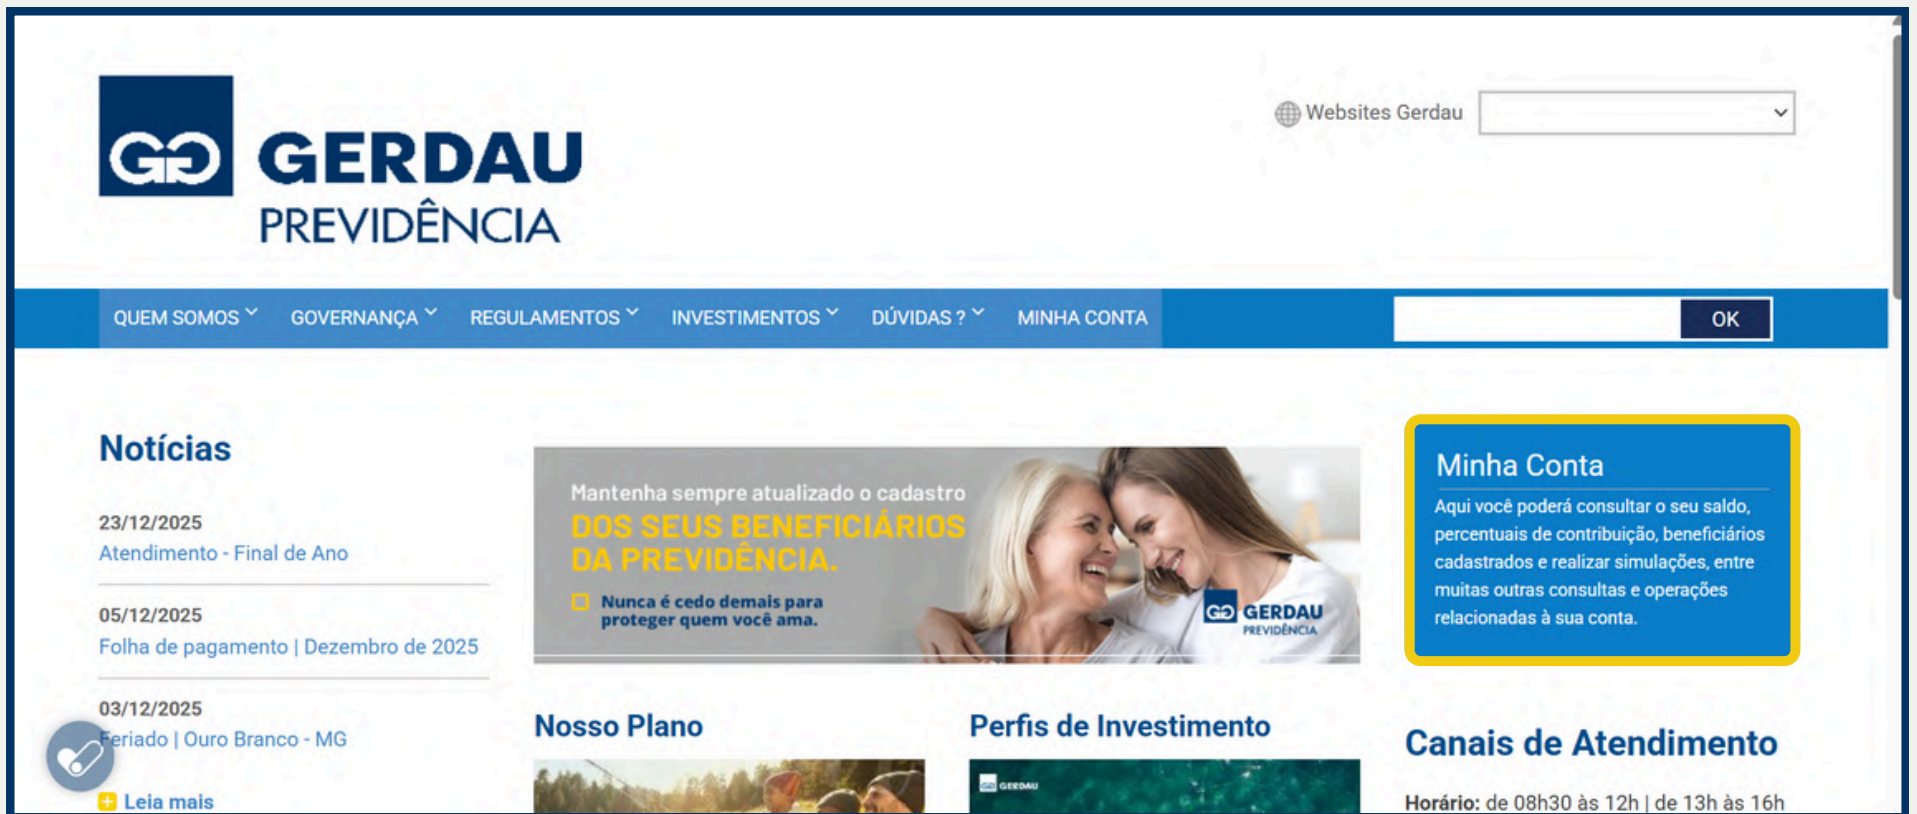 GERDAU
PREVIDÊNCIA
Websites Gerdau
QUEM SOMOS
GOVERNANÇA
REGULAMENTOS
INVESTIMENTOS
DÚVIDAS ?
MINHA CONTA
OK
Notícias
23/12/2025
Atendimento - Final de Ano
05/12/2025
Folha de pagamento | Dezembro de 2025
03/12/2025
Feriado | Ouro Branco - MG
Leia mais
Mantenha sempre atualizado o cadastro
DOS SEUS BENEFICIÁRIOS
DA PREVIDÊNCIA.
Nunca é cedo demais para
proteger quem você ama.
GERDAU
PREVIDÊNCIA
Minha Conta
Aqui você poderá consultar o seu saldo,
percentuais de contribuição, beneficiários
cadastrados e realizar simulações, entre
muitas outras consultas e operações
relacionadas à sua conta.
Nosso Plano
Perfis de Investimento
GERDAU
Canais de Atendimento
Horário: de 08h30 às 12h | de 13h às 16h